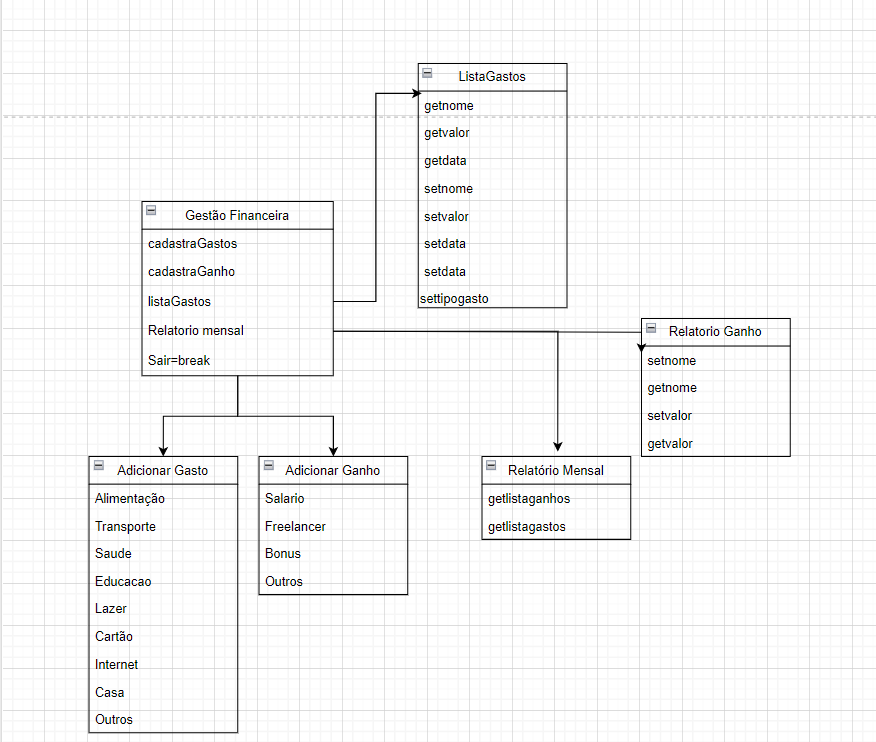 ListaGastos
getnome
getvalor
getdata
setnome
setvalor
setdata
setdata
settipogasto
Gestão Financeira
cadastraGastos
cadastraGanho
listaGastos
Relatorio mensal
Sair=break
Relatorio Ganho
setnome
getnome
setvalor
getvalor
Adicionar Gasto
Alimentação
Transporte
Saude
Educacao
Lazer
Cartão
Internet
Casa
Outros
Adicionar Ganho
Salario
Freelancer
Bonus
Outros
Relatório Mensal
getlistaganhos
getlistagastos